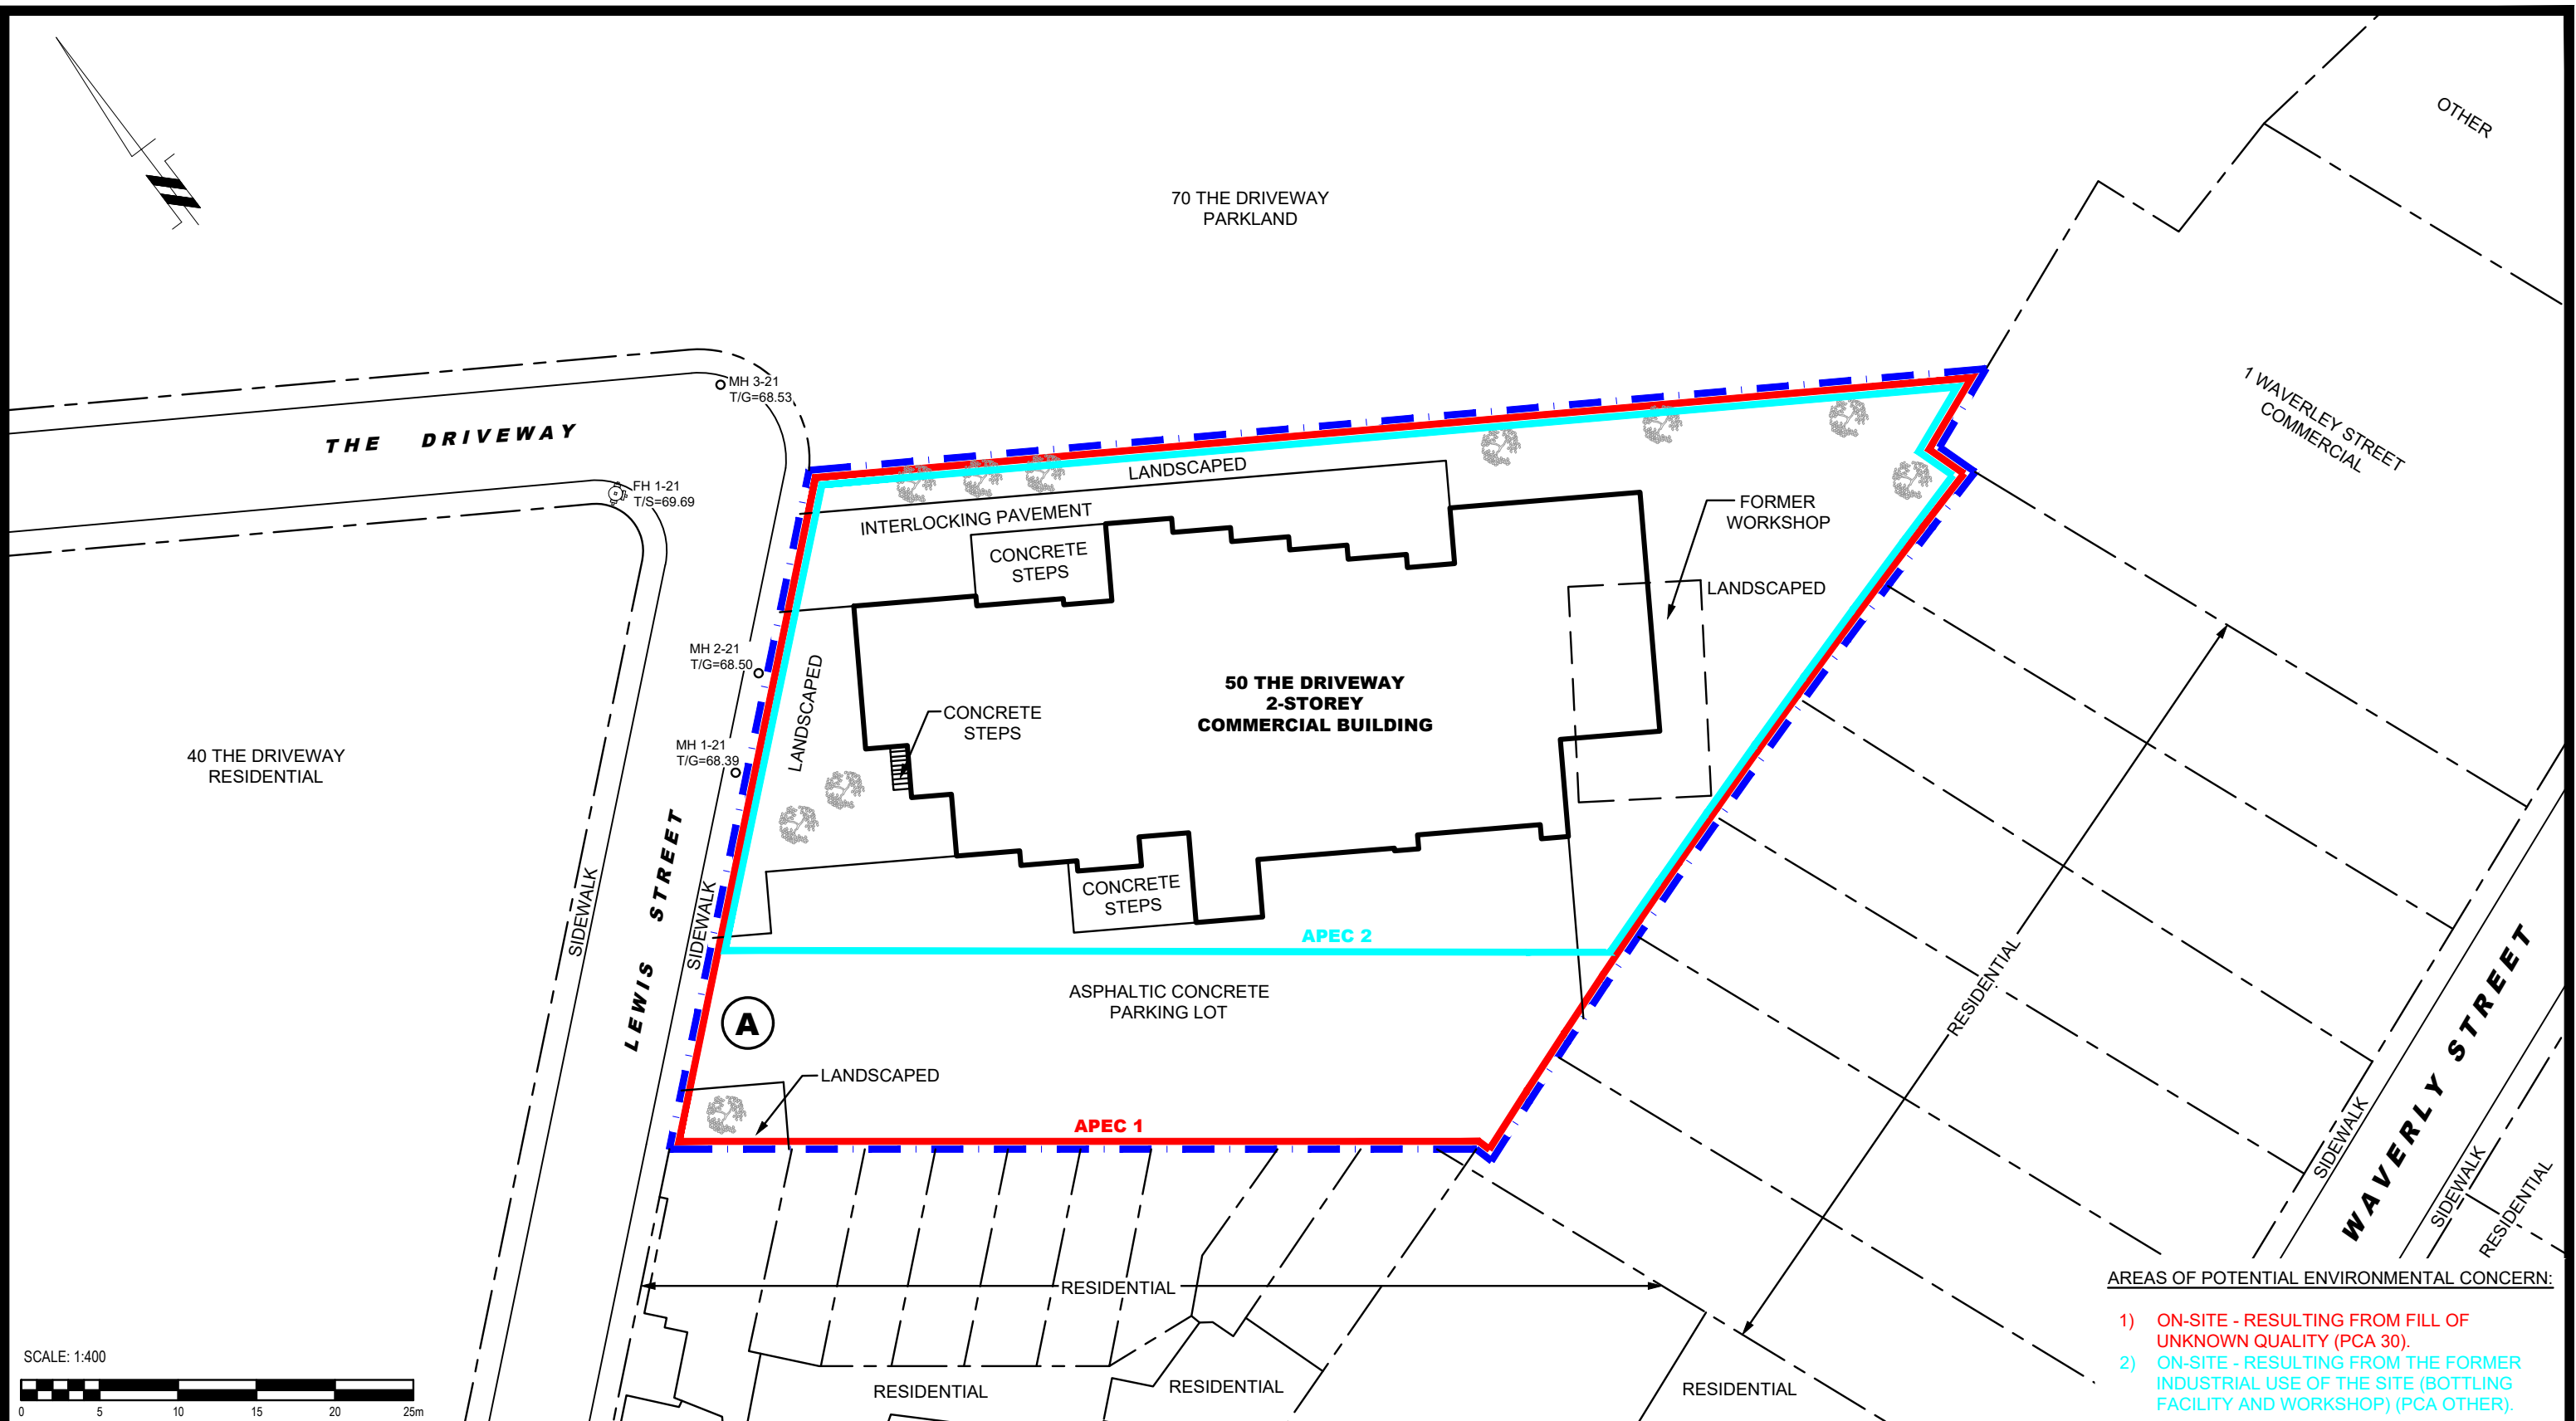 OTHER
70 THE DRIVEWAY
PARKLAND
1 WAVERLEY STREET
COMMERCIAL
MH 3-21
T/G=68.53
THE DRIVEWAY
FH 1-21
T/S=69.69
LANDSCAPED
INTERLOCKING PAVEMENT
CONCRETE
STEPS
FORMER
WORKSHOP
LANDSCAPED
MH 2-21
T/G=68.50
LANDSCAPED
50 THE DRIVEWAY
2-STOREY
COMMERCIAL BUILDING
CONCRETE
STEPS
MH 1-21
T/G=68.39
40 THE DRIVEWAY
RESIDENTIAL
LEWIS STREET
SIDEWALK
SIDEWALK
CONCRETE
STEPS
APEC 2
ASPHALTIC CONCRETE
PARKING LOT
A
LANDSCAPED
APEC 1
RESIDENTIAL
WAVERLY STREET
SIDEWALK
SIDEWALK
RESIDENTIAL
RESIDENTIAL
RESIDENTIAL
RESIDENTIAL
RESIDENTIAL
AREAS OF POTENTIAL ENVIRONMENTAL CONCERN:
1) ON-SITE - RESULTING FROM FILL OF
UNKNOWN QUALITY (PCA 30).
2) ON-SITE - RESULTING FROM THE FORMER
INDUSTRIAL USE OF THE SITE (BOTTLING
FACILITY AND WORKSHOP) (PCA OTHER).
SCALE: 1:400
0 5 10 15 20 25m